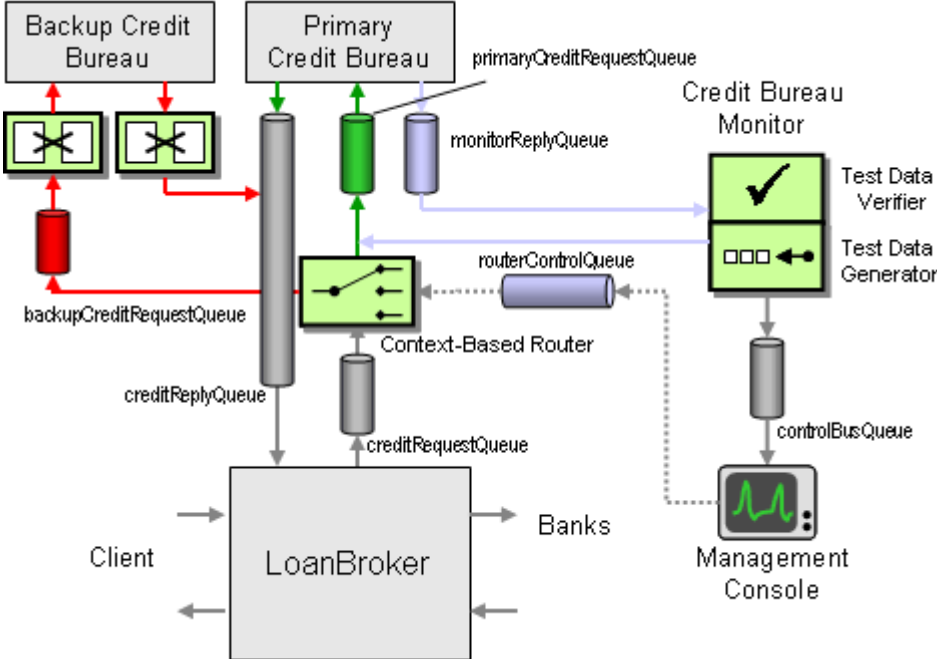 Backup Credit
Bureau
Primary
Credit Bureau
primaryCreditRequestQueue
Credit Bureau
Monitor
monitorReplyQueue
Test Data
Verifier
Test Data
Generator
routerControlQueue
backupCreditRequestQueue
Context-Based Router
creditReplyQueue
creditRequestQueue
controlBusQueue
Client
LoanBroker
Banks
Management
Console